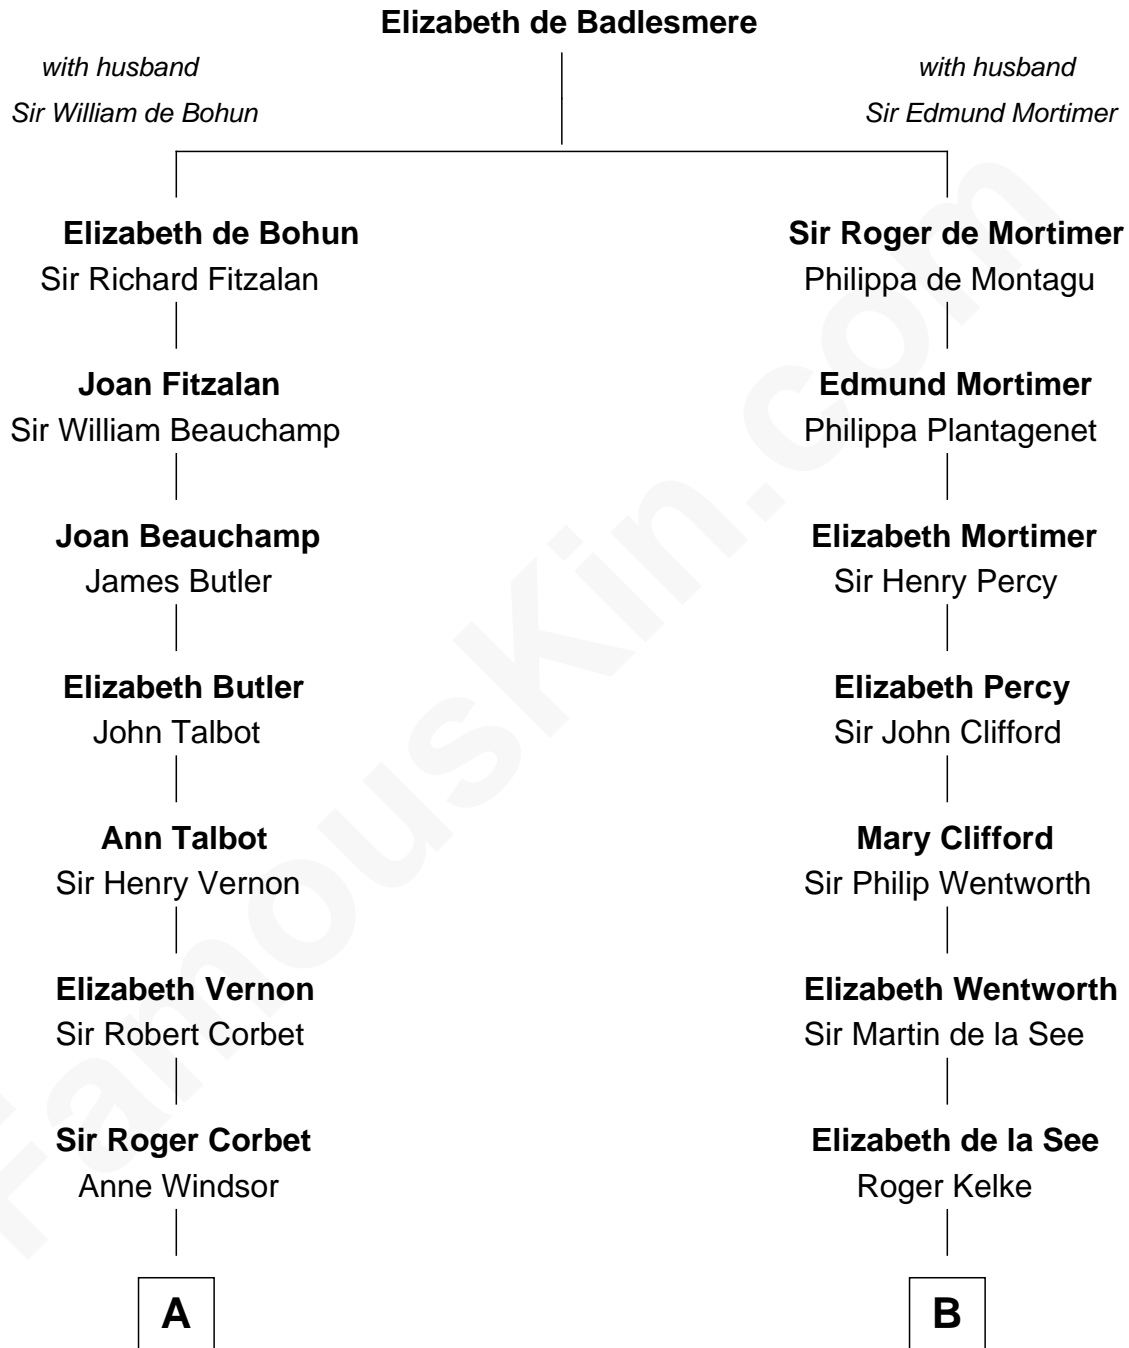 Elizabeth de Badlesmere
with husband
Sir William de Bohun
with husband
Sir Edmund Mortimer
Elizabeth de Bohun
Sir Richard Fitzalan
Sir Roger de Mortimer
Philippa de Montagu
Joan Fitzalan
Sir William Beauchamp
Edmund Mortimer
Philippa Plantagenet
Joan Beauchamp
James Butler
Elizabeth Mortimer
Sir Henry Percy
Elizabeth Butler
John Talbot
Elizabeth Percy
Sir John Clifford
Ann Talbot
Sir Henry Vernon
Mary Clifford
Sir Philip Wentworth
Elizabeth Vernon
Sir Robert Corbet
Elizabeth Wentworth
Sir Martin de la See
Sir Roger Corbet
Anne Windsor
Elizabeth de la See
Roger Kelke
A
B
FamousKin.com